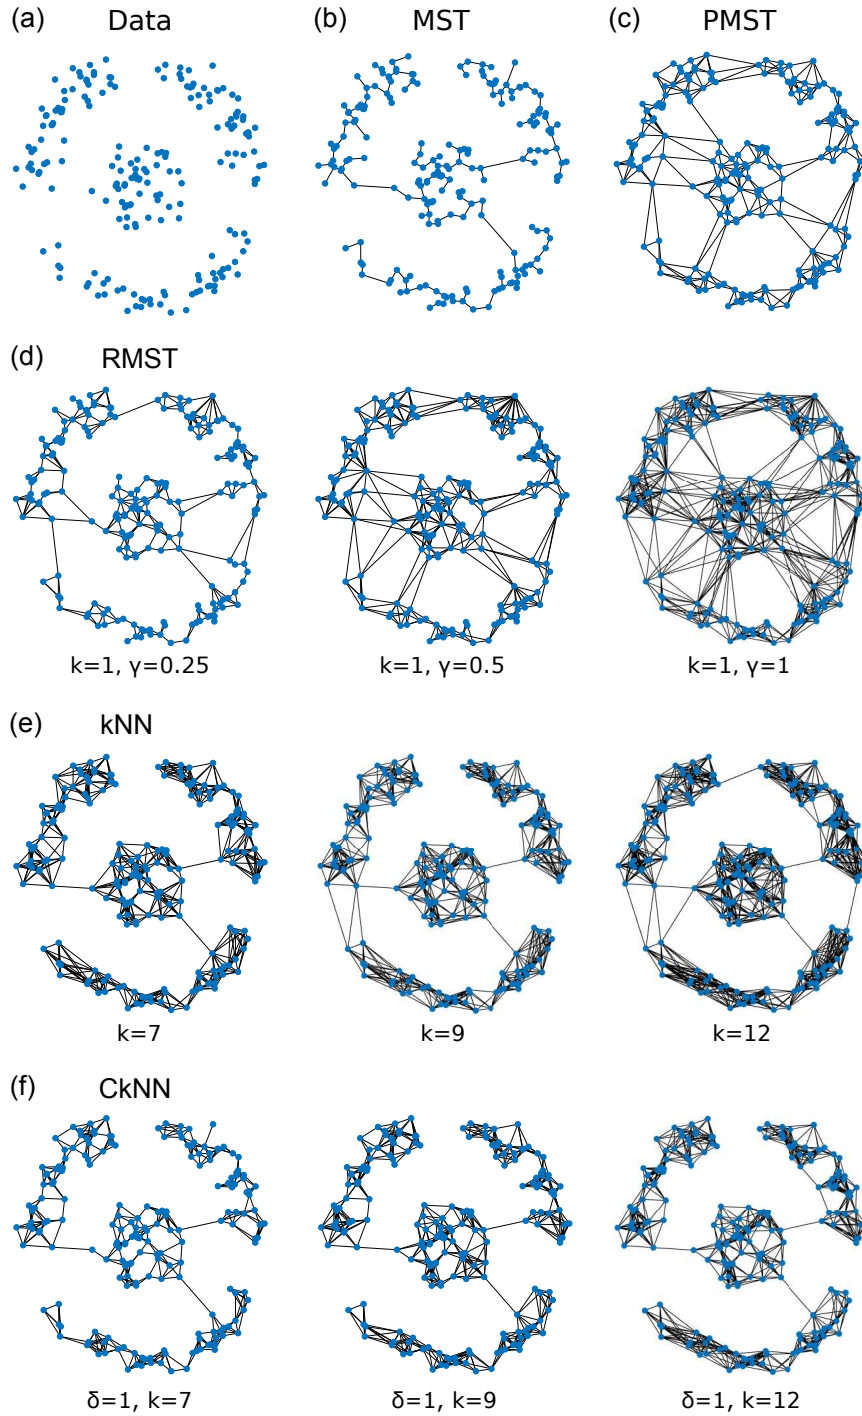 (a) Data (b) MST (c) PMST
(d) RMST
k=1, γ=0.25 k=1, γ=0.5 k=1, γ=1
(e) kNN
k=7 k=9 k=12
(f) CkNN
δ=1, k=7 δ=1, k=9 δ=1, k=12